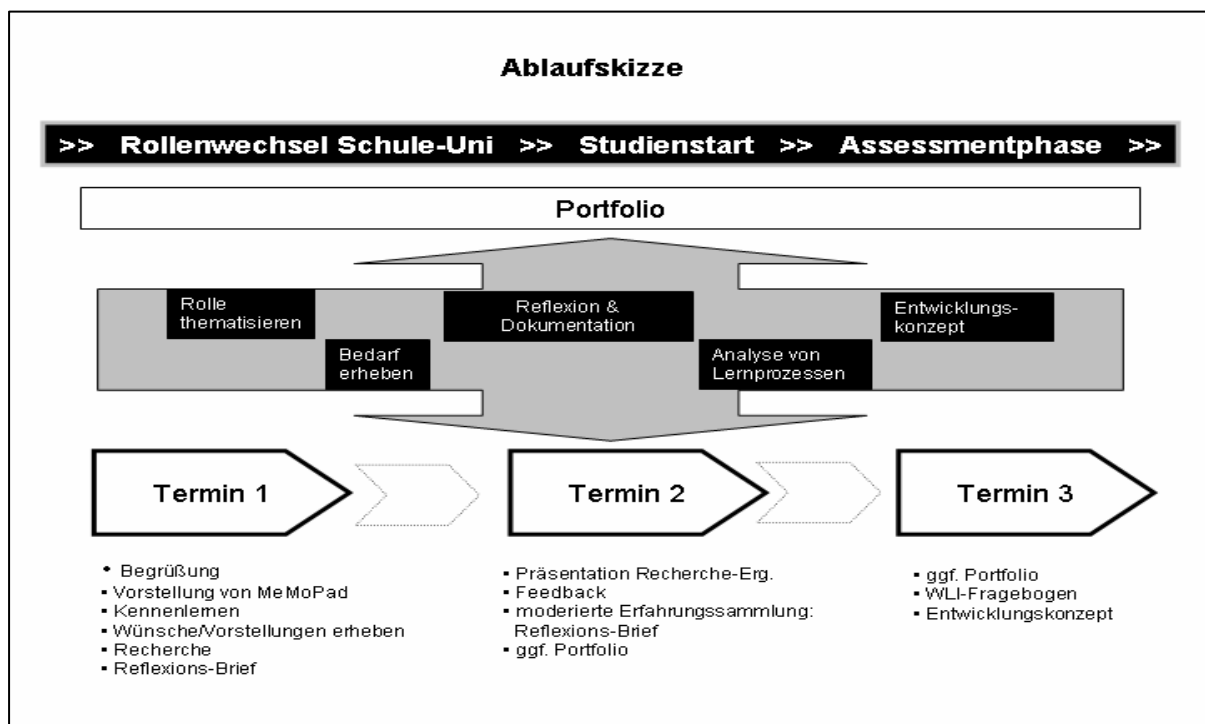 Ablaufskizze
>> Rollenwechsel Schule-Uni >> Studienstart >> Assessmentphase >>
Portfolio
Rolle
thematisieren
Bedarf
erheben
Reflexion &
Dokumentation
Analyse von
Lernprozessen
Entwicklungs-
konzept
Termin 1
• Begrüßung
▪ Vorstellung von MeMoPad
▪ Kennenlernen
▪ Wünsche/Vorstellungen erheben
▪ Recherche
▪ Reflexions-Brief
Termin 2
▪ Präsentation Recherche-Erg.
▪ Feedback
▪ moderierte Erfahrungssammlung:
Reflexions-Brief
▪ ggf. Portfolio
Termin 3
▪ ggf. Portfolio
▪ WLI-Fragebogen
▪ Entwicklungskonzept